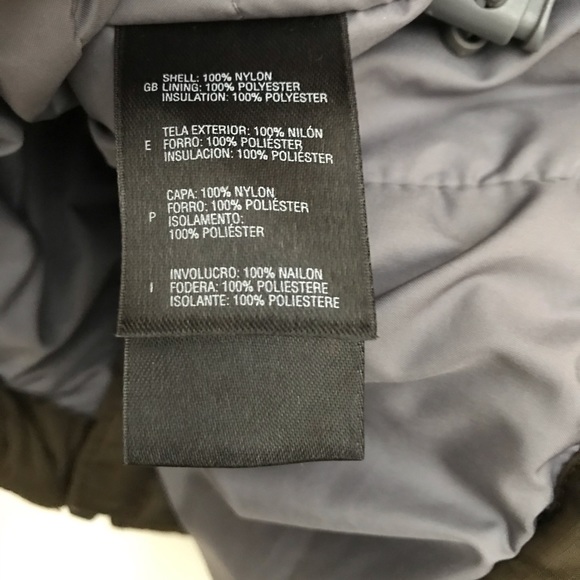 SHELL: 100% NYLON
GB LINING: 100% POLYESTER
INSULATION: 100% POLYESTER
TELA EXTERIOR: 100% NILÓN
E FORRO: 100% POLIÉSTER
INSULACION: 100% POLIÉSTER
CAPA: 100% NYLON
FORRO: 100% POLIÉSTER
P ISOLAMENTO:
100% POLIÉSTER
INVOLUCRO: 100% NAILON
I FODERA: 100% POLIESTERE
ISOLANTE: 100% POLIESTERE